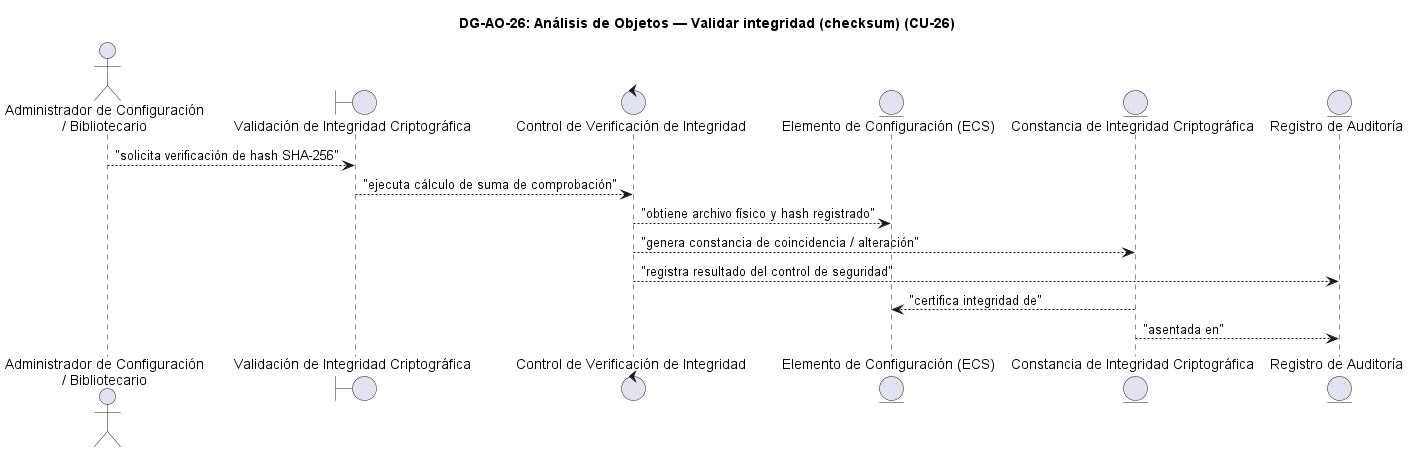 DG-AO-26: Análisis de Objetos — Validar integridad (checksum) (CU-26)
Administrador de Configuración
/ Bibliotecario
Validación de Integridad Criptográfica
Control de Verificación de Integridad
Elemento de Configuración (ECS)
Constancia de Integridad Criptográfica
Registro de Auditoría
"solicita verificación de hash SHA-256"
"ejecuta cálculo de suma de comprobación"
"obtiene archivo físico y hash registrado"
"genera constancia de coincidencia / alteración"
"registra resultado del control de seguridad"
"certifica integridad de"
"asentada en"
Administrador de Configuración
/ Bibliotecario
Validación de Integridad Criptográfica
Control de Verificación de Integridad
Elemento de Configuración (ECS)
Constancia de Integridad Criptográfica
Registro de Auditoría